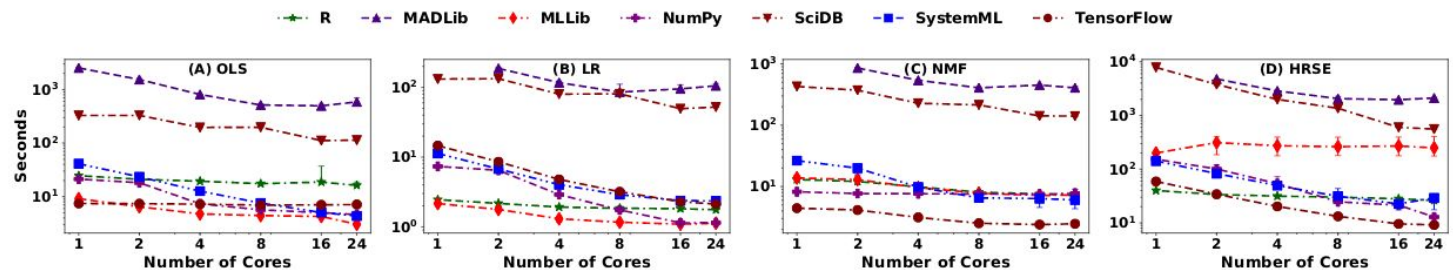 R MADLib MLLib NumPy SciDB SystemML TensorFlow
Seconds
(A) OLS
10³
10²
10¹
1 2 4 8 16 24
Number of Cores
(B) LR
10²
10¹
10⁰
1 2 4 8 16 24
Number of Cores
(C) NMF
10³
10²
10¹
1 2 4 8 16 24
Number of Cores
(D) HRSE
10⁴
10³
10²
10¹
1 2 4 8 16 24
Number of Cores